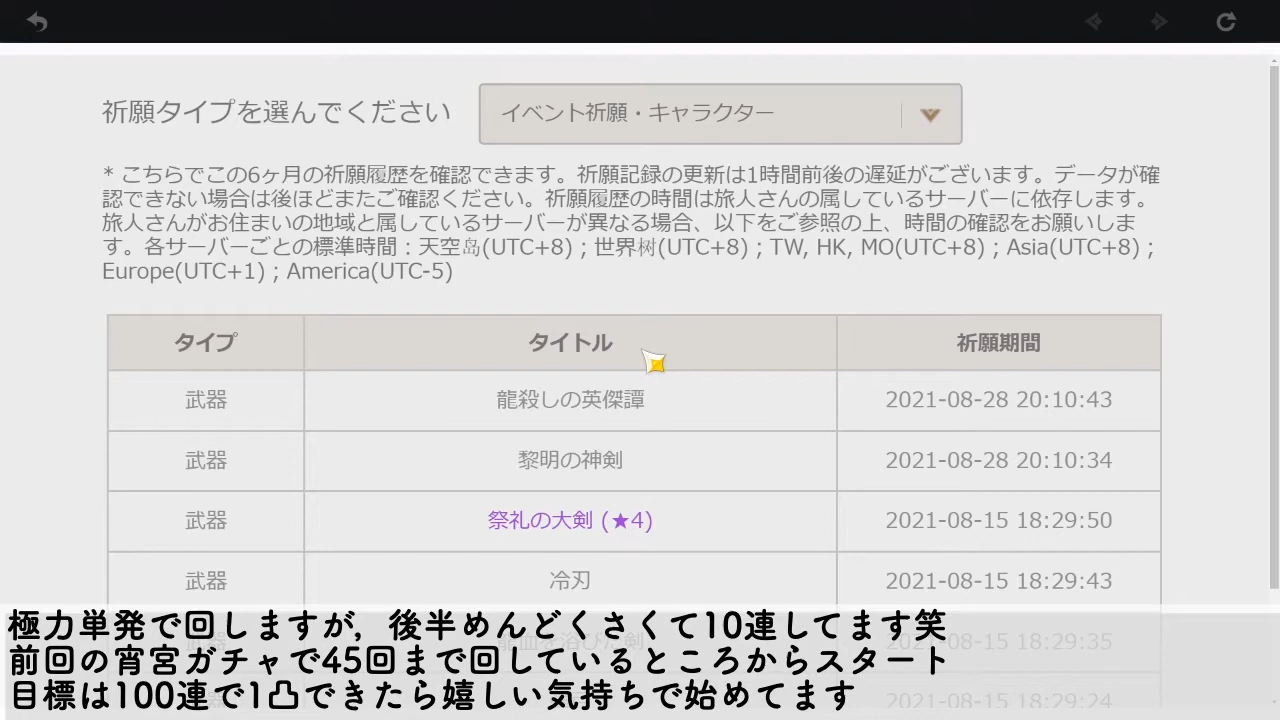 祈願タイプを選んでください
イベント祈願・キャラクター
* こちらでこの6ヶ月の祈願履歴を確認できます。祈願記録の更新は1時間前後の遅延がございます。データが確
認できない場合は後ほどまたご確認ください。祈願履歴の時間は旅人さんの属しているサーバーに依存します。
旅人さんがお住まいの地域と属しているサーバーが異なる場合、以下をご参照の上、時間の確認をお願いしま
す。各サーバーごとの標準時間：天空岛(UTC+8)；世界树(UTC+8)；TW, HK, MO(UTC+8)；Asia(UTC+8)；
Europe(UTC+1)；America(UTC-5)
タイプ タイトル 祈願期間
武器 龍殺しの英傑譚 2021-08-28 20:10:43
武器 黎明の神剣 2021-08-28 20:10:34
武器 祭礼の大剣 (★4) 2021-08-15 18:29:50
武器 冷刃 2021-08-15 18:29:43
極力単発で回しますが，後半めんどくさくて10連してます笑
武器 2021-08-15 18:29:35
前回の宵宮ガチャで45回まで回しているところからスタート
目標は100連で1凸できたら嬉しい気持ちで始めてます
2021-08-15 18:29:24